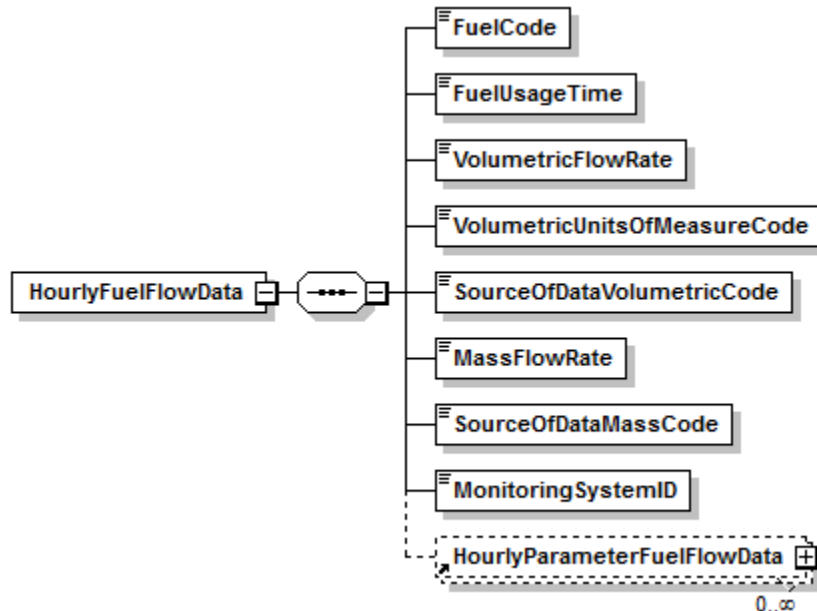 FuelCode
FuelUsageTime
VolumetricFlowRate
VolumetricUnitsOfMeasureCode
HourlyFuelFlowData
SourceOfDataVolumetricCode
MassFlowRate
SourceOfDataMassCode
MonitoringSystemID
HourlyParameterFuelFlowData
0..∞